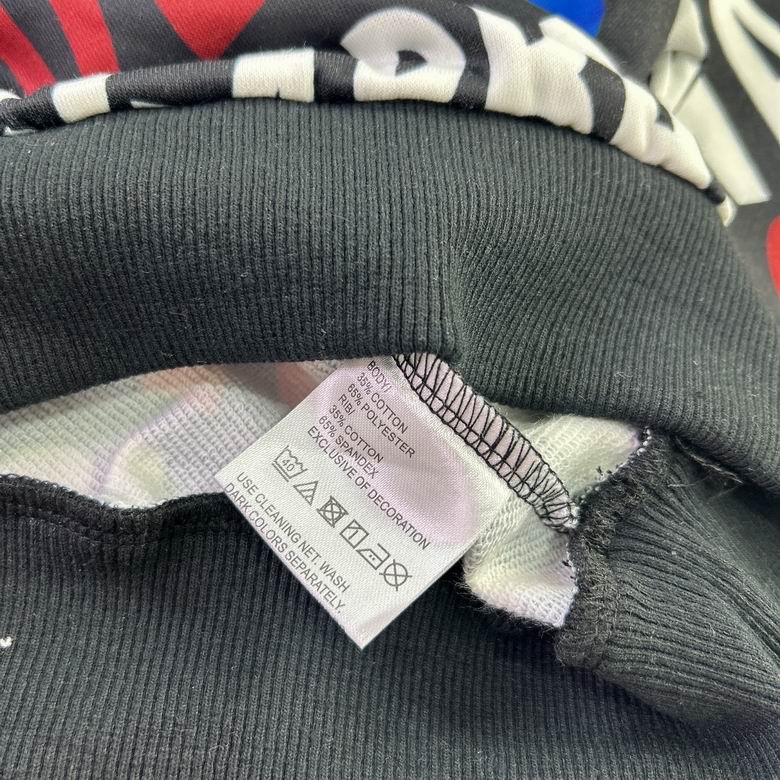 BODY/
35% COTTON
65% POLYESTER
RIB/
35% COTTON
65% SPANDEX
EXCLUSIVE OF DECORATION
40
USE CLEANING NET. WASH
DARK COLORS SEPARATELY.